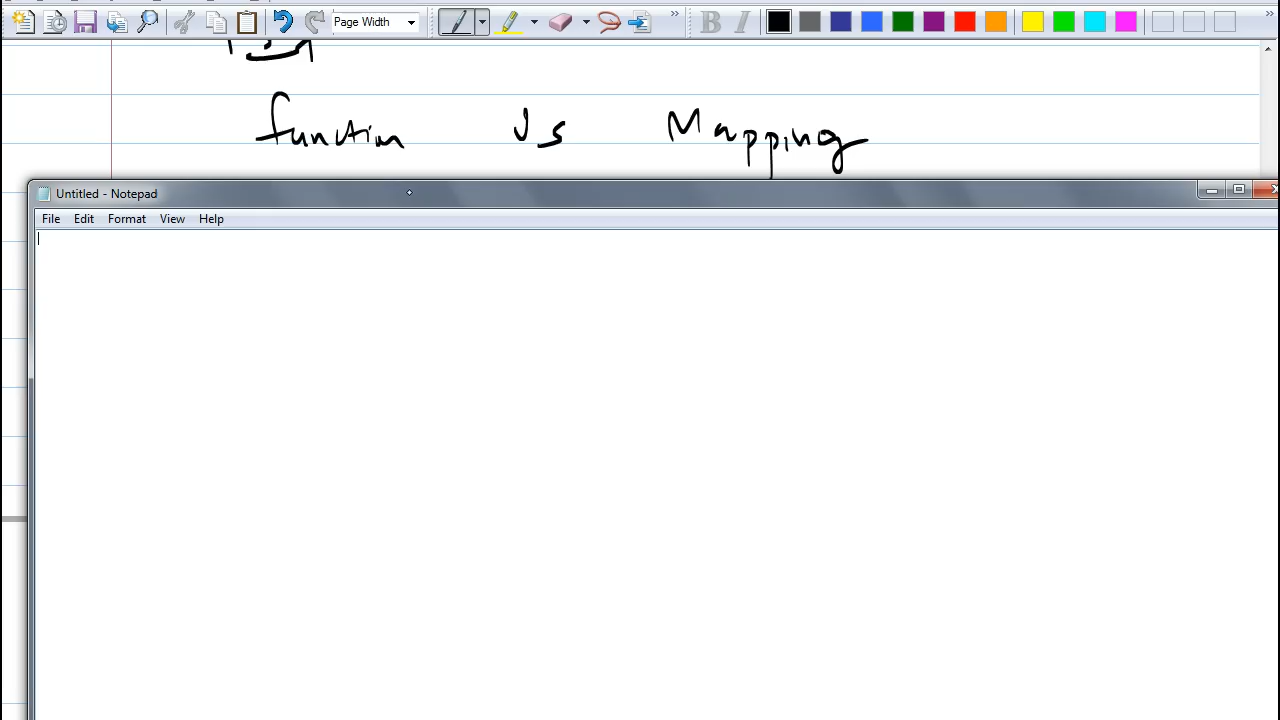 Page Width
function Vs Mapping
Untitled - Notepad
File Edit Format View Help